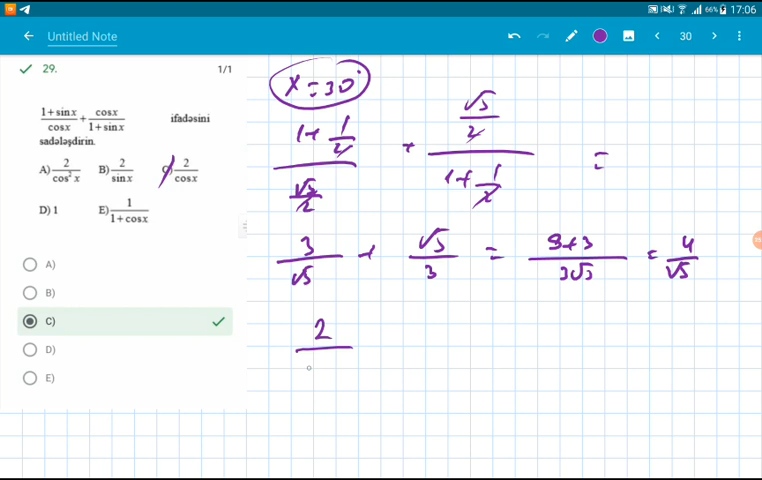 66% 17:06
Untitled Note
30
29.
1/1
(1+sinx)/cosx + cosx/(1+sinx) ifadəsini
sadələşdirin.
A) 2/cos²x B) 2/sinx C) 2/cosx
D) 1 E) 1/(1+cosx)
A)
B)
C)
D)
E)
x=30°
(1+1/2)/(√3/2) + (√3/2)/(1+1/2) =
3/√3 + √3/3 = (9+3)/(3√3) = 4/√3
2